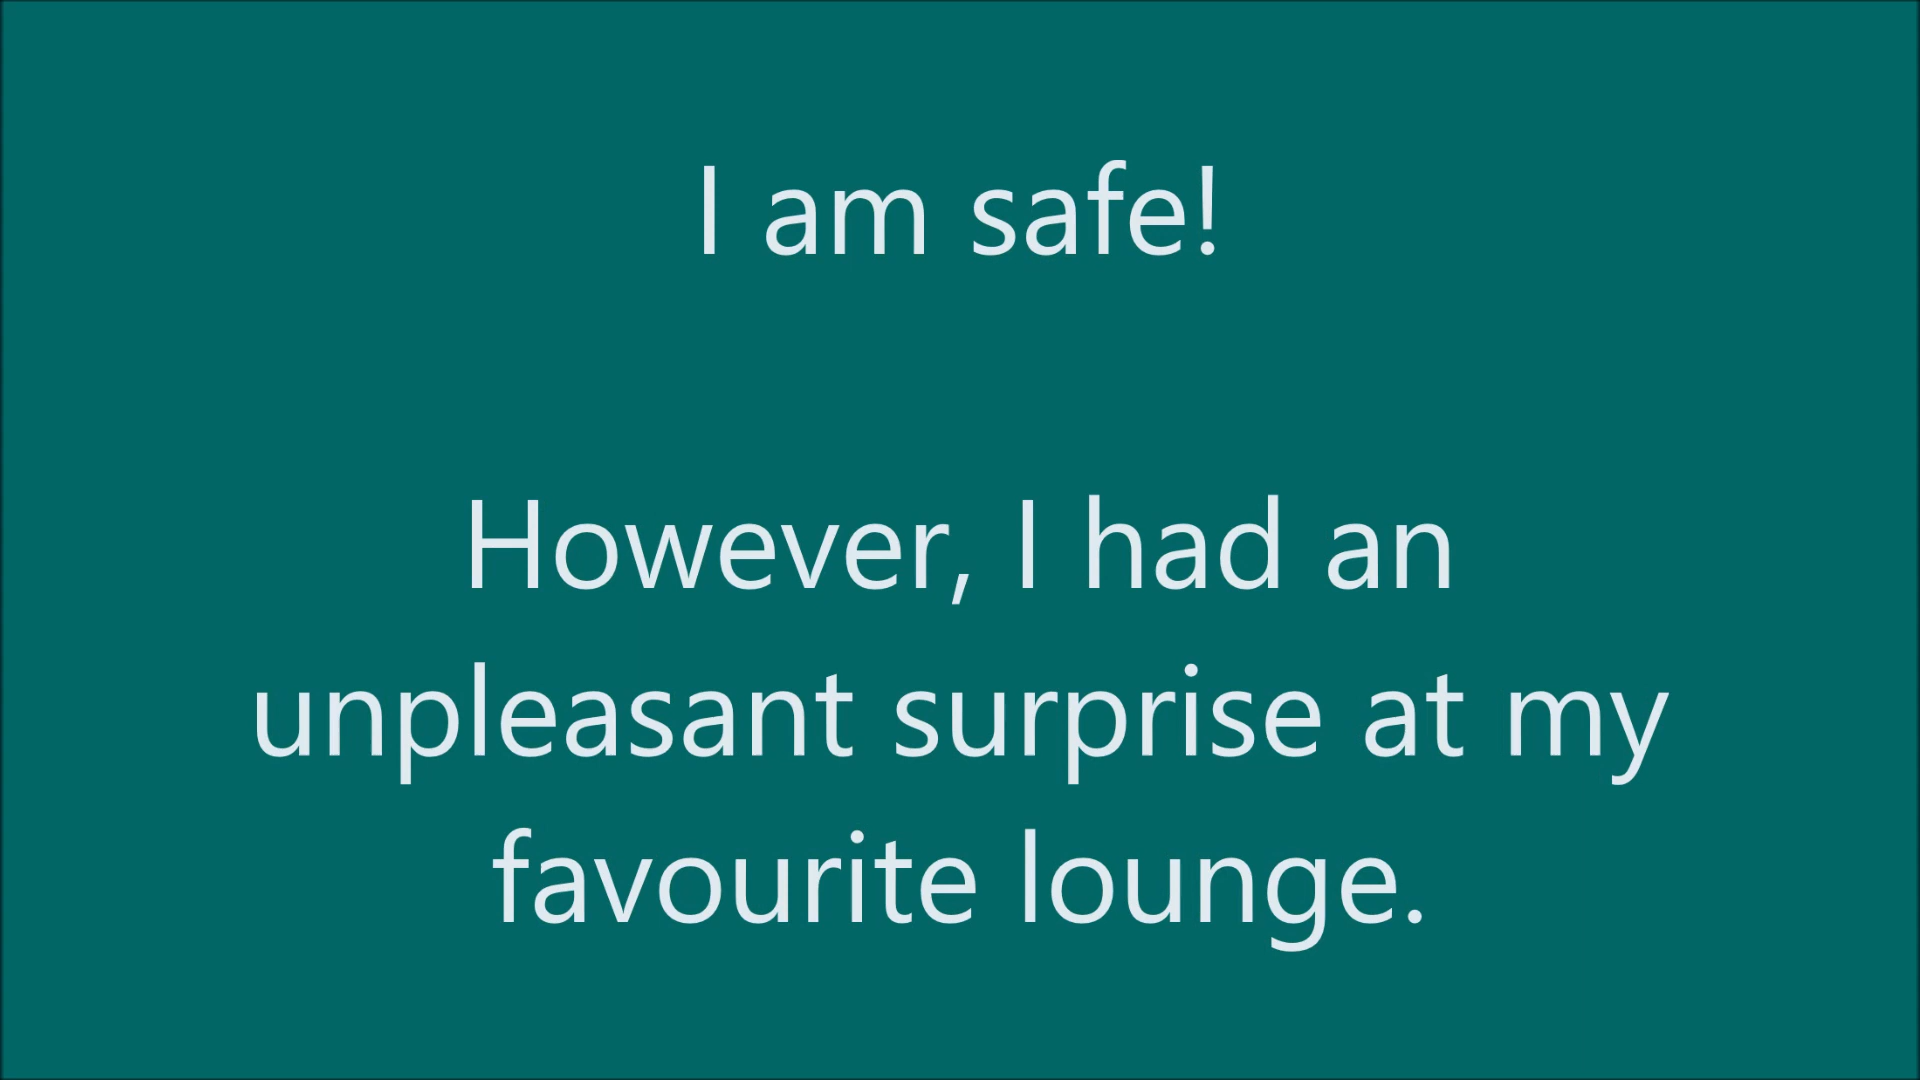 I am safe!
However, I had an
unpleasant surprise at my
favourite lounge.